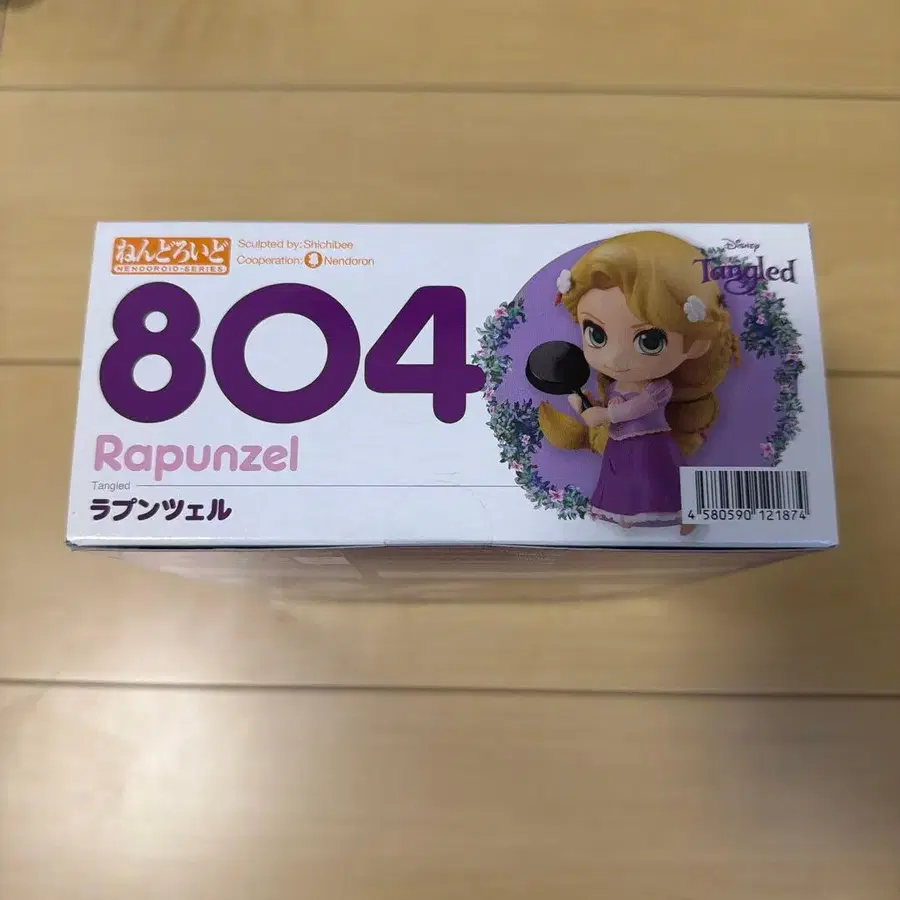 ねんどろいど
NENDOROID-SERIES
Sculpted by: Shichibee
Cooperation: Nendoron
804
Rapunzel
Tangled
ラプンツェル
Disney
Tangled
4 580590 121874